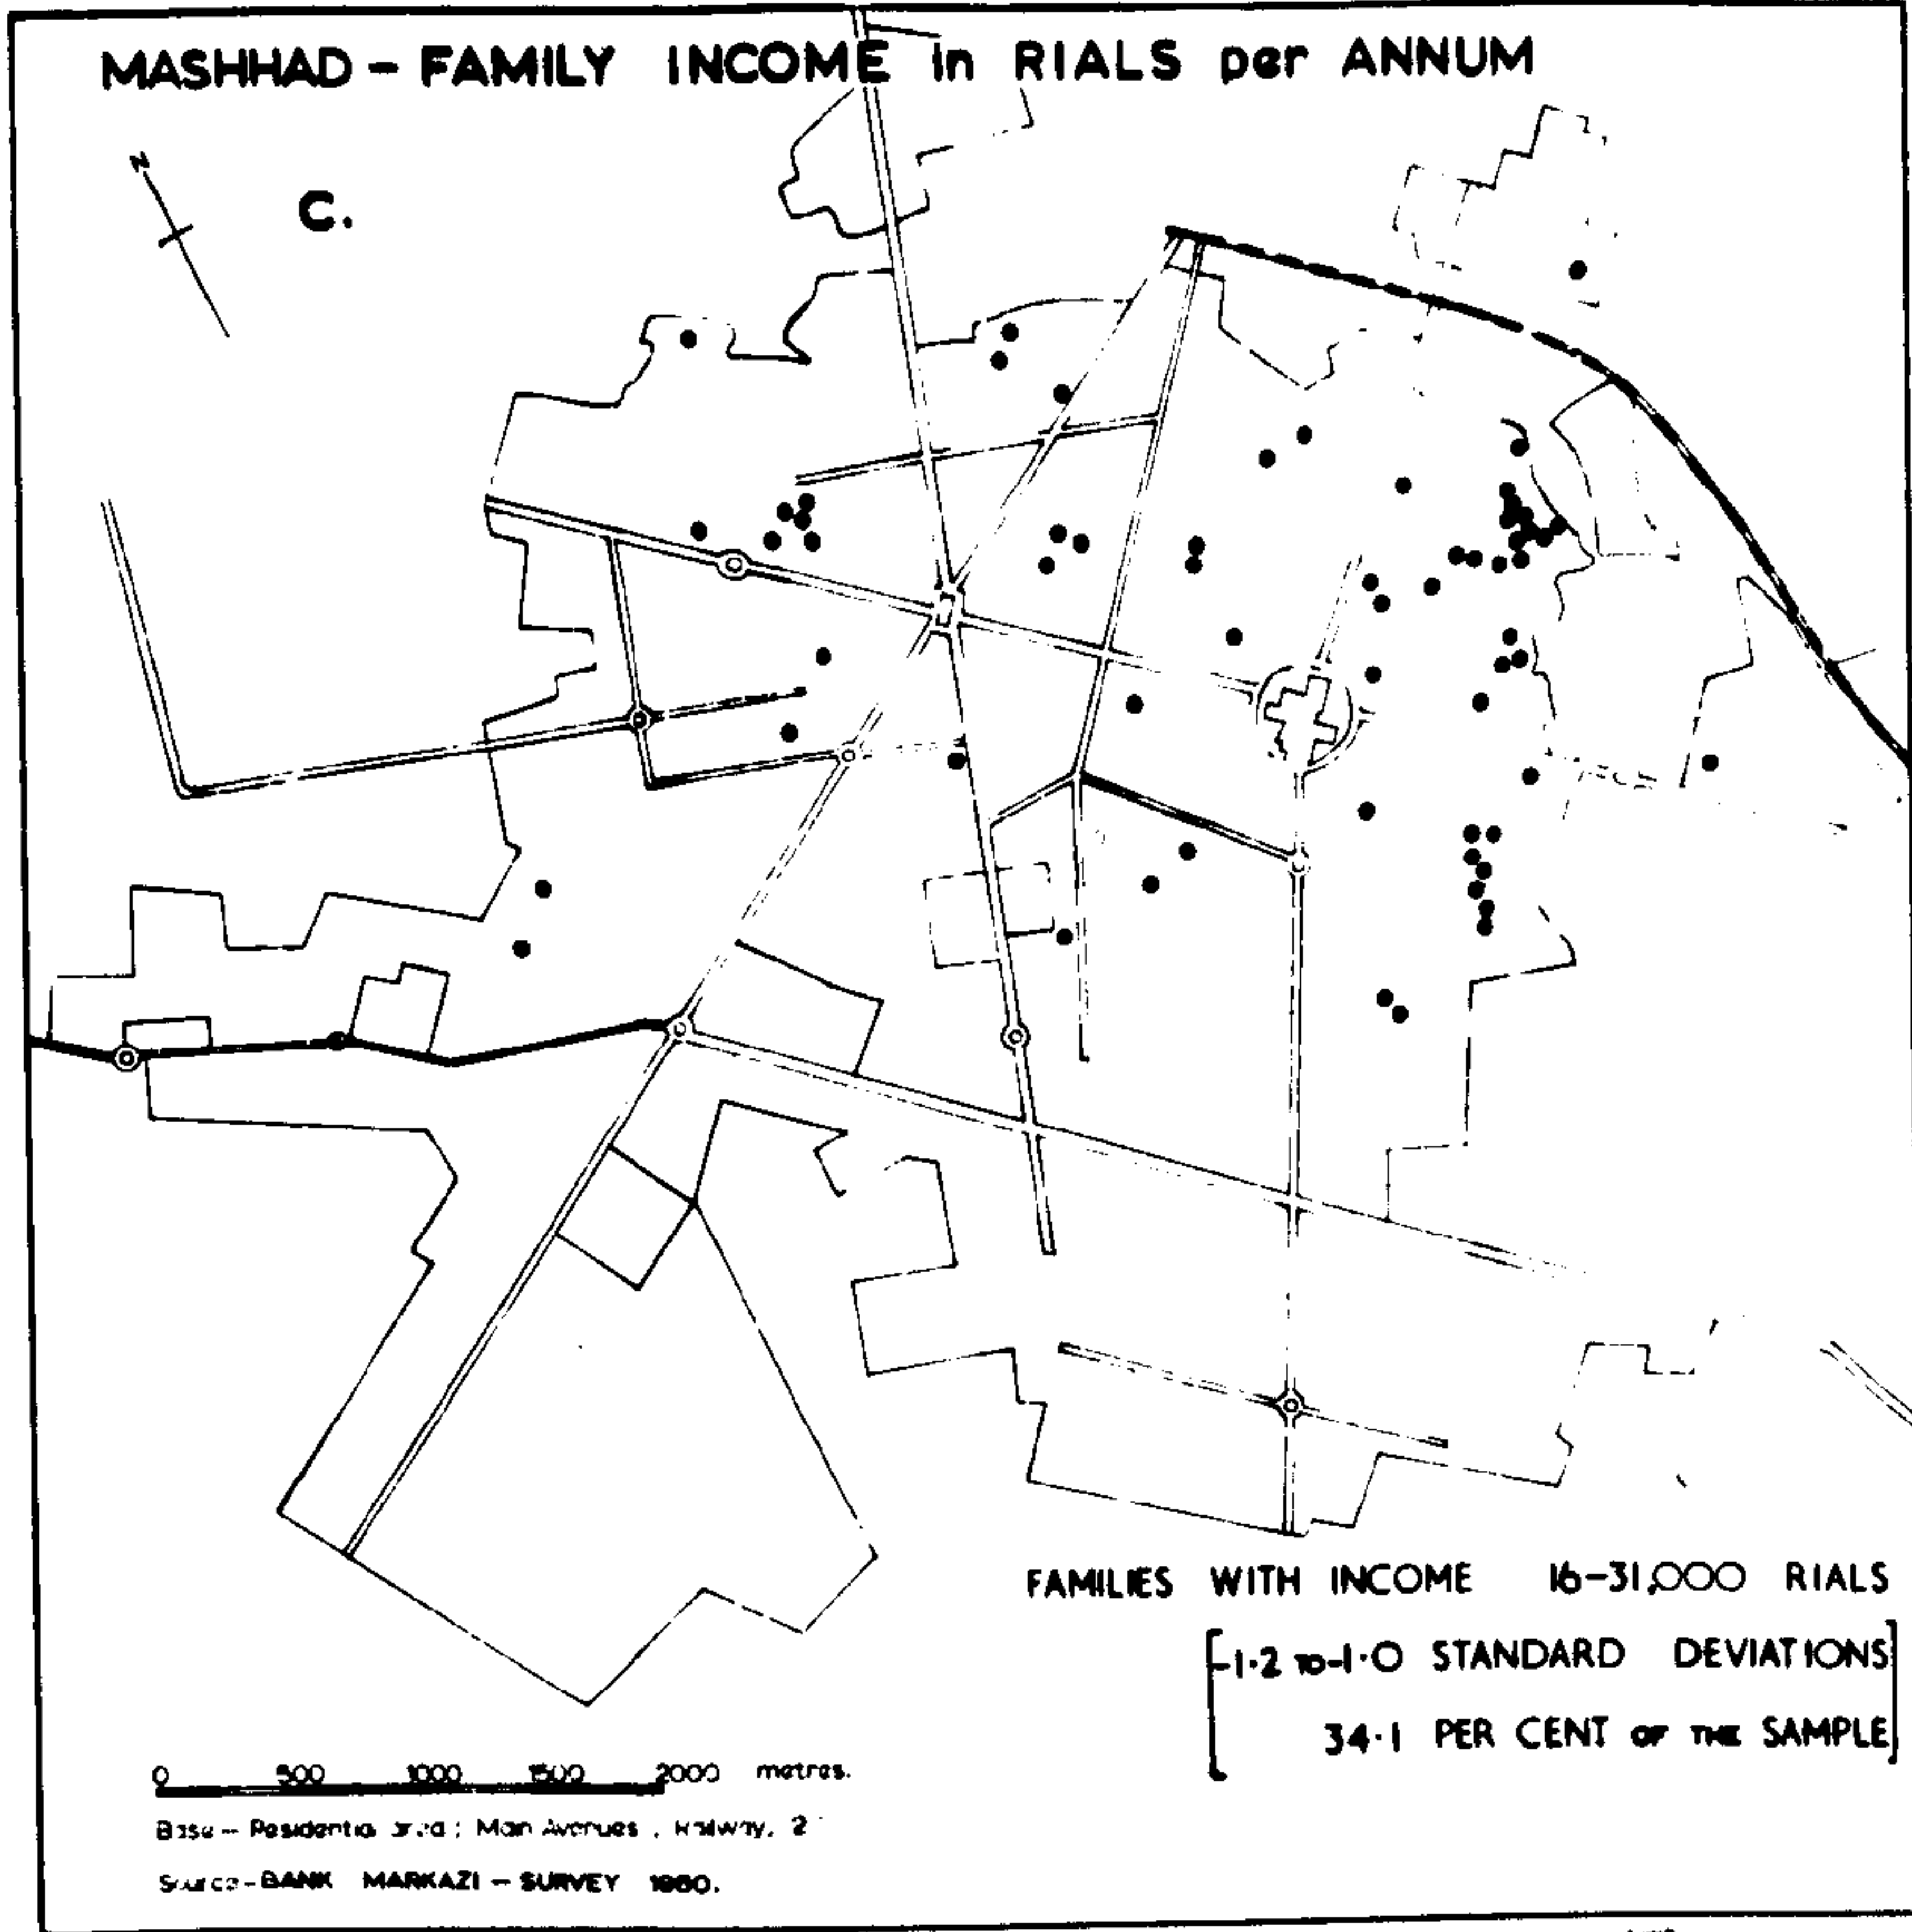 MASHHAD – FAMILY INCOME in RIALS per ANNUM
N
C.
FAMILIES WITH INCOME 16–31,000 RIALS
[–1·2 TO –1·0 STANDARD DEVIATIONS
34·1 PER CENT OF THE SAMPLE]
0 500 1000 1500 2000 metres.
Base – Residential area ; Main Avenues , Railway, 2
Source – BANK MARKAZI – SURVEY